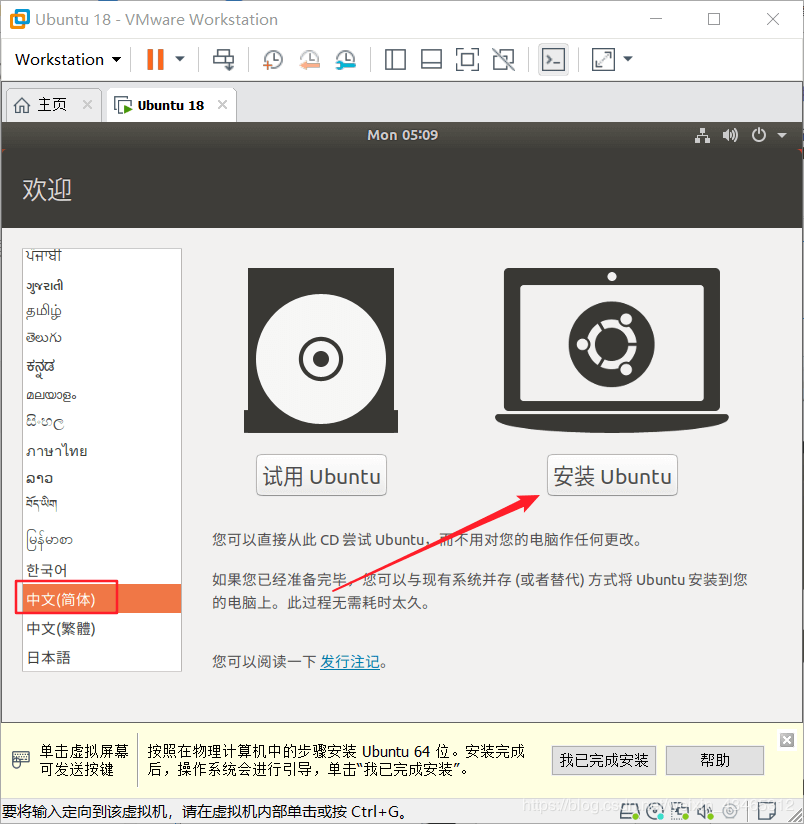 Ubuntu 18 - VMware Workstation
Workstation
主页
Ubuntu 18
Mon 05:09
欢迎
ਪੰਜਾਬੀ
ગુજરાતી
தமிழ்
తెలుగు
ಕನ್ನಡ
മലയാളം
සිංහල
ภาษาไทย
ລາວ
བོད་ཡིག
မြန်မာစာ
한국어
中文(简体)
中文(繁體)
日本語
试用 Ubuntu
安装 Ubuntu
您可以直接从此 CD 尝试 Ubuntu，而不用对您的电脑作任何更改。
如果您已经准备完毕，您可以与现有系统并存 (或者替代) 方式将 Ubuntu 安装到您
的电脑上。此过程无需耗时太久。
您可以阅读一下 发行注记。
单击虚拟屏幕
可发送按键
按照在物理计算机中的步骤安装 Ubuntu 64 位。安装完成
后，操作系统会进行引导，单击“我已完成安装”。
我已完成安装
帮助
要将输入定向到该虚拟机，请在虚拟机内部单击或按 Ctrl+G。